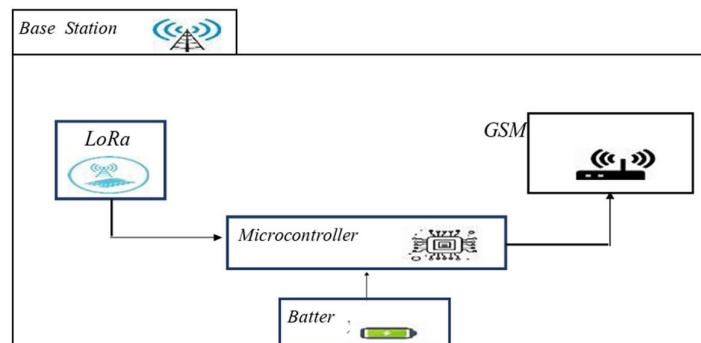 Base Station
LoRa
GSM
Microcontroller
Batter